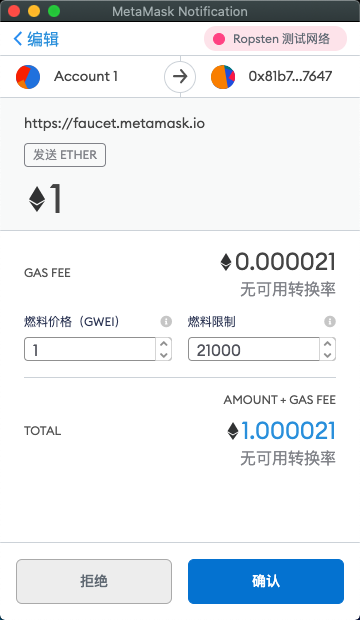 MetaMask Notification
编辑
Ropsten 测试网络
Account 1
0x81b7...7647
https://faucet.metamask.io
发送 ETHER
1
GAS FEE
0.000021
无可用转换率
燃料价格（GWEI）
燃料限制
1
21000
AMOUNT + GAS FEE
TOTAL
1.000021
无可用转换率
拒绝
确认